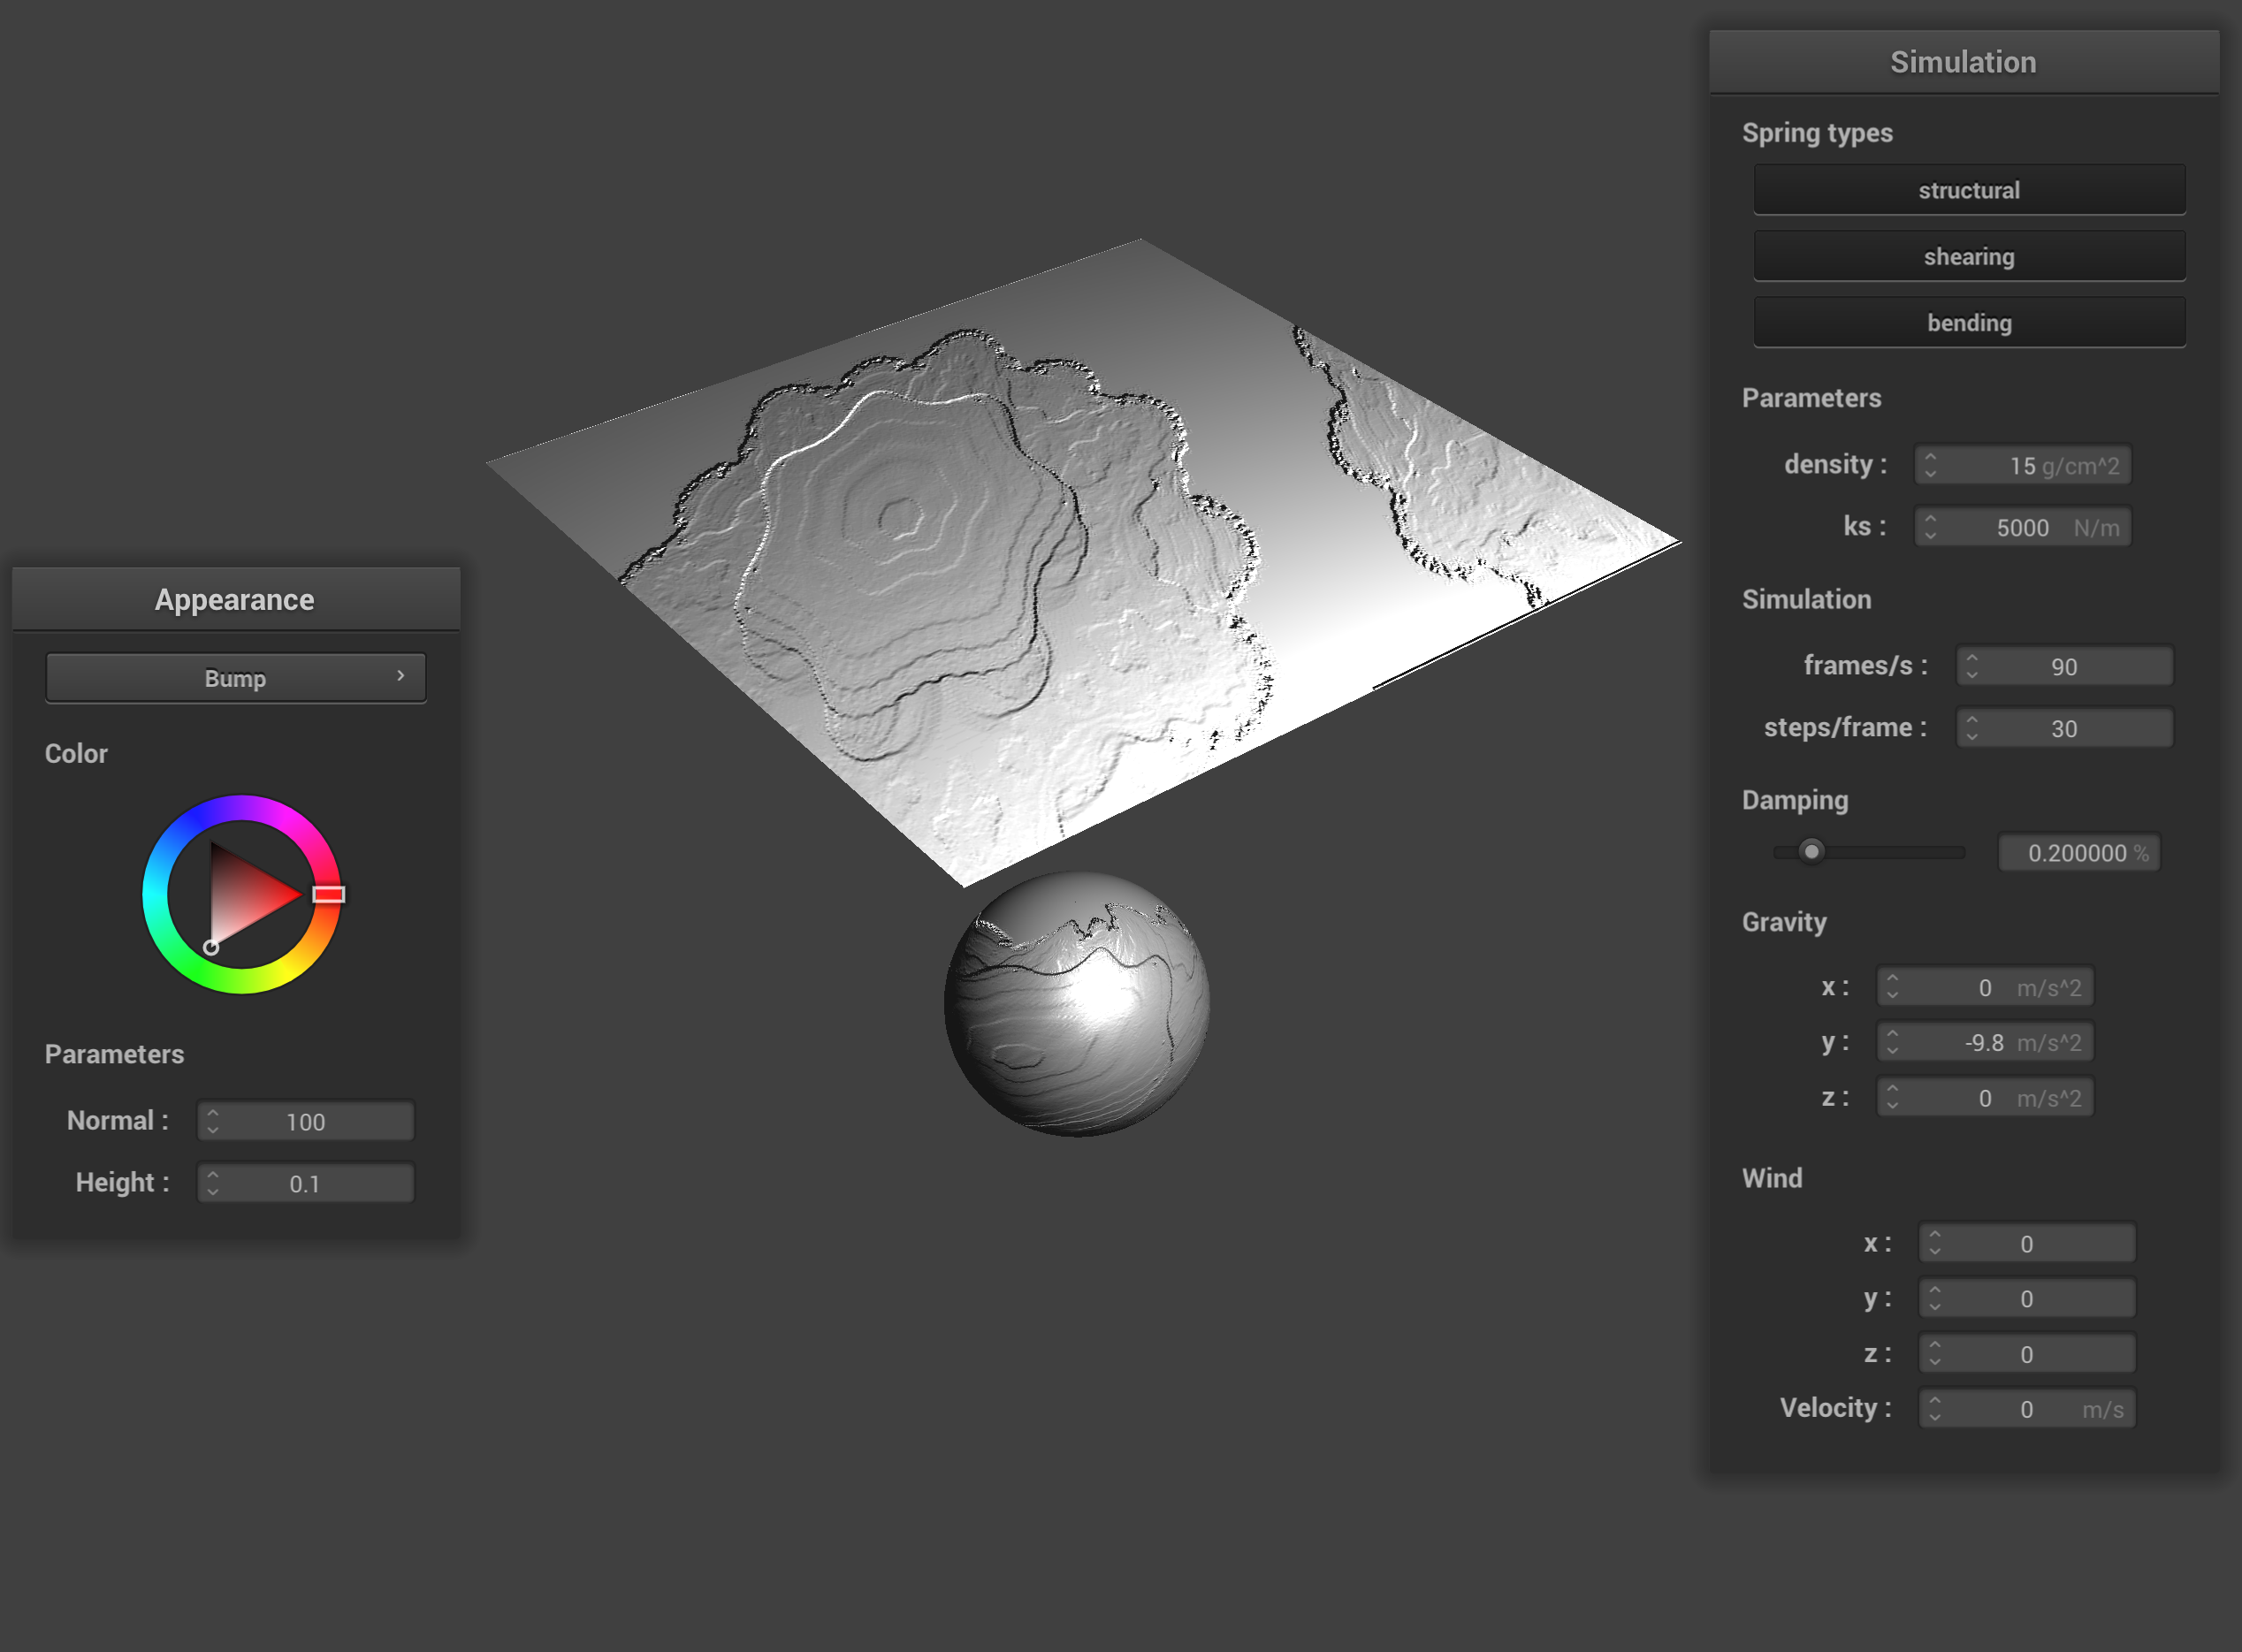 Appearance
Bump
Color
Parameters
Normal : 100
Height : 0.1
Simulation
Spring types
structural
shearing
bending
Parameters
density : 15 g/cm^2
ks : 5000 N/m
Simulation
frames/s : 90
steps/frame : 30
Damping
0.200000 %
Gravity
x : 0 m/s^2
y : -9.8 m/s^2
z : 0 m/s^2
Wind
x : 0
y : 0
z : 0
Velocity : 0 m/s